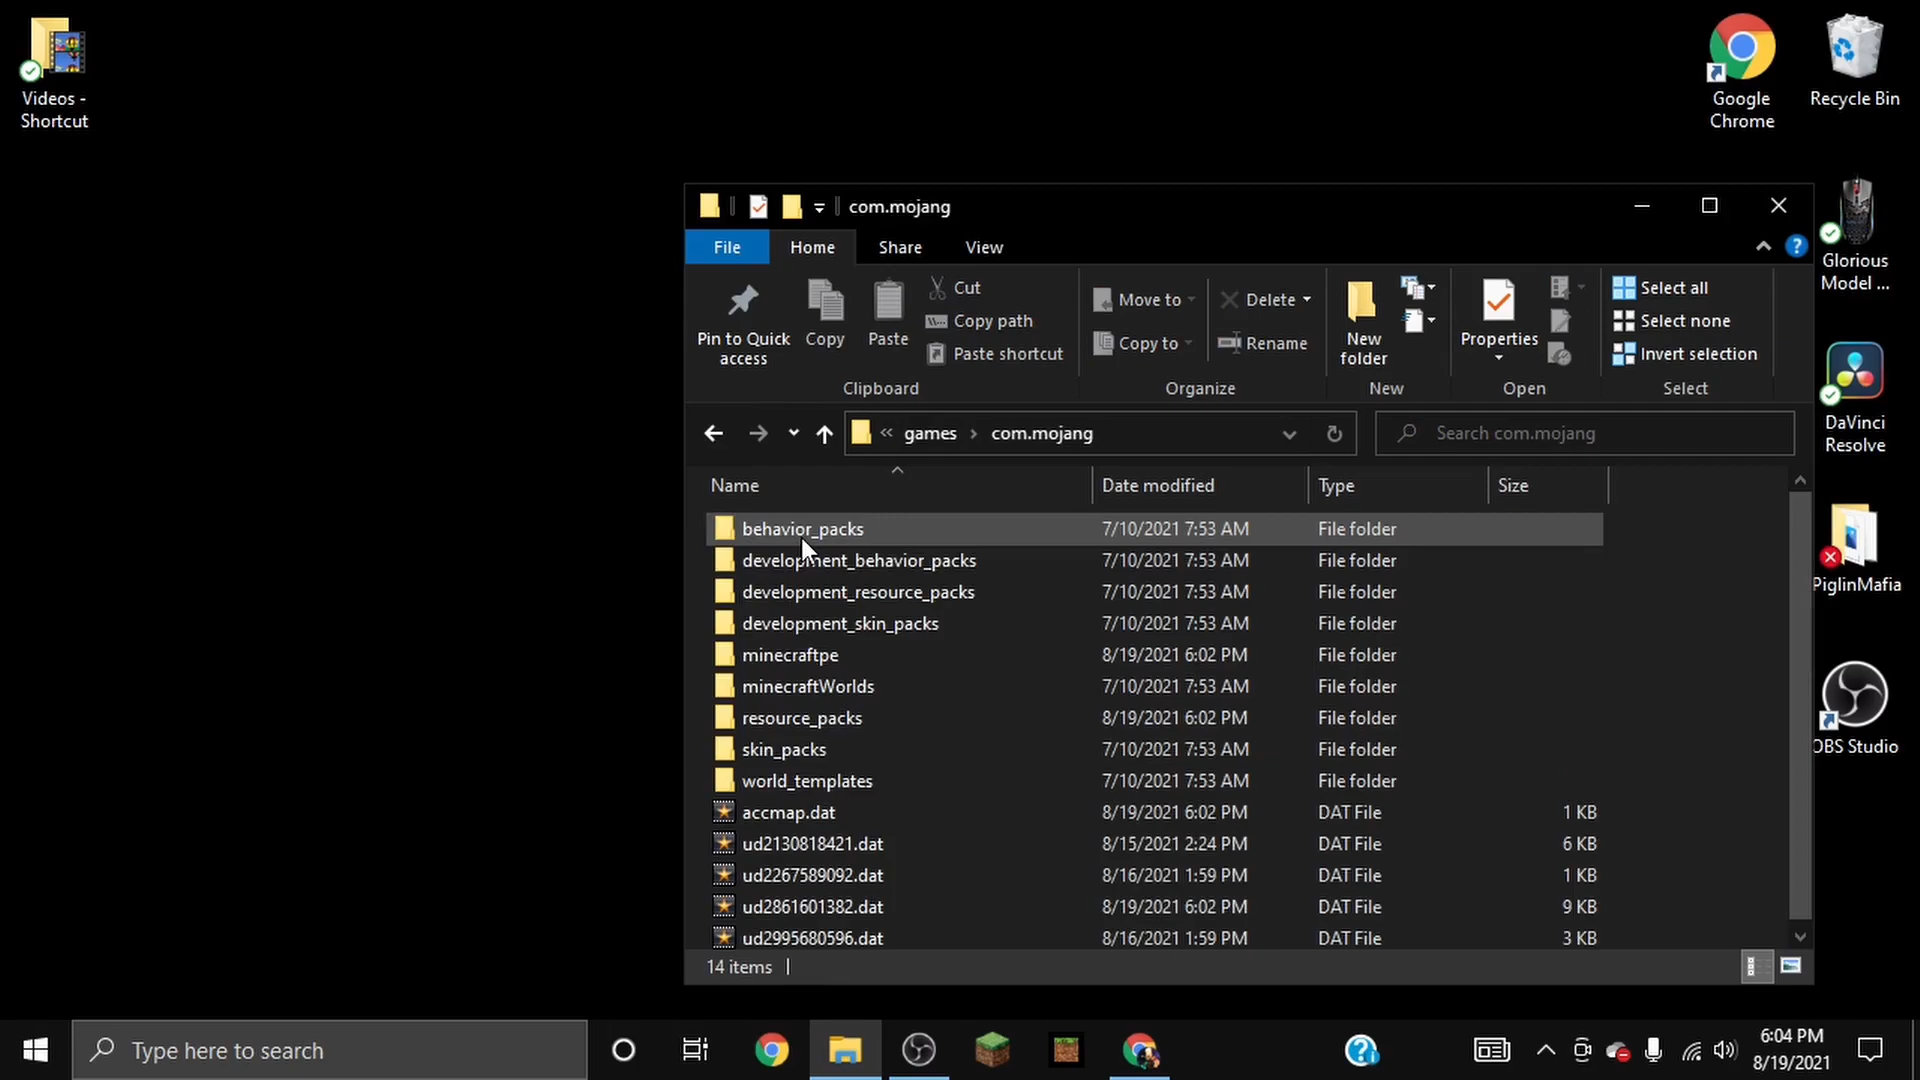 Videos -
Shortcut
Google
Chrome
Recycle Bin
com.mojang
File
Home
Share
View
Glorious
Model ...
Pin to Quick
access
Copy
Paste
Cut
Copy path
Paste shortcut
Clipboard
Move to
Copy to
Delete
Rename
Organize
New
folder
New
Properties
Open
Select all
Select none
Invert selection
Select
DaVinci
Resolve
« games > com.mojang
Search com.mojang
Name Date modified Type Size
behavior_packs 7/10/2021 7:53 AM File folder
development_behavior_packs 7/10/2021 7:53 AM File folder
development_resource_packs 7/10/2021 7:53 AM File folder
development_skin_packs 7/10/2021 7:53 AM File folder
minecraftpe 8/19/2021 6:02 PM File folder
minecraftWorlds 7/10/2021 7:53 AM File folder
resource_packs 8/19/2021 6:02 PM File folder
skin_packs 7/10/2021 7:53 AM File folder
world_templates 7/10/2021 7:53 AM File folder
accmap.dat 8/19/2021 6:02 PM DAT File 1 KB
ud2130818421.dat 8/15/2021 2:24 PM DAT File 6 KB
ud2267589092.dat 8/16/2021 1:59 PM DAT File 1 KB
ud2861601382.dat 8/19/2021 6:02 PM DAT File 9 KB
ud2995680596.dat 8/16/2021 1:59 PM DAT File 3 KB
PiglinMafia
OBS Studio
14 items
Type here to search
6:04 PM
8/19/2021